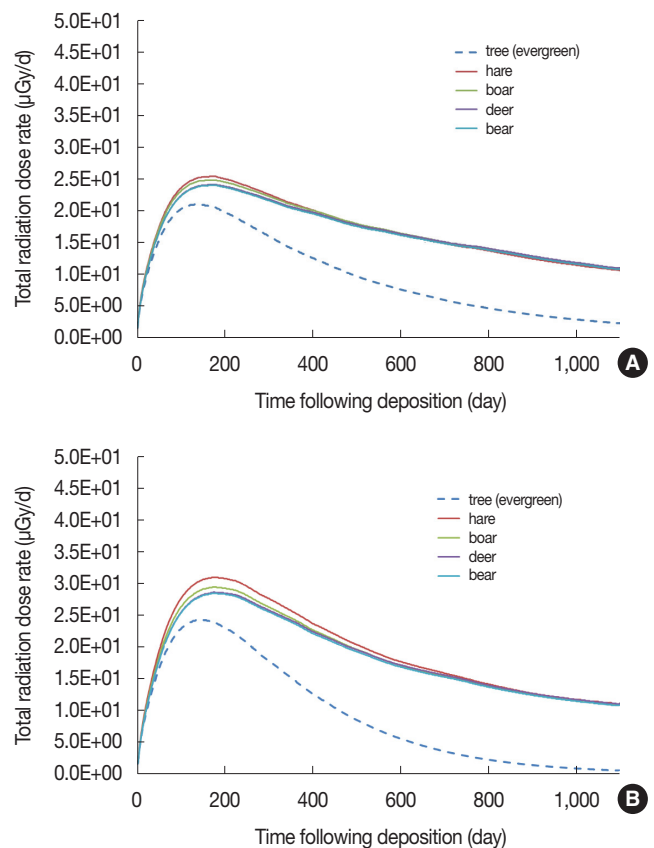 5.0E+01
4.5E+01
4.0E+01
3.5E+01
3.0E+01
2.5E+01
2.0E+01
1.5E+01
1.0E+01
5.0E+00
0.0E+00
Total radiation dose rate (µGy/d)
tree (evergreen)
hare
boar
deer
bear
0 200 400 600 800 1,000
Time following deposition (day)
A
5.0E+01
4.5E+01
4.0E+01
3.5E+01
3.0E+01
2.5E+01
2.0E+01
1.5E+01
1.0E+01
5.0E+00
0.0E+00
Total radiation dose rate (µGy/d)
tree (evergreen)
hare
boar
deer
bear
0 200 400 600 800 1,000
Time following deposition (day)
B